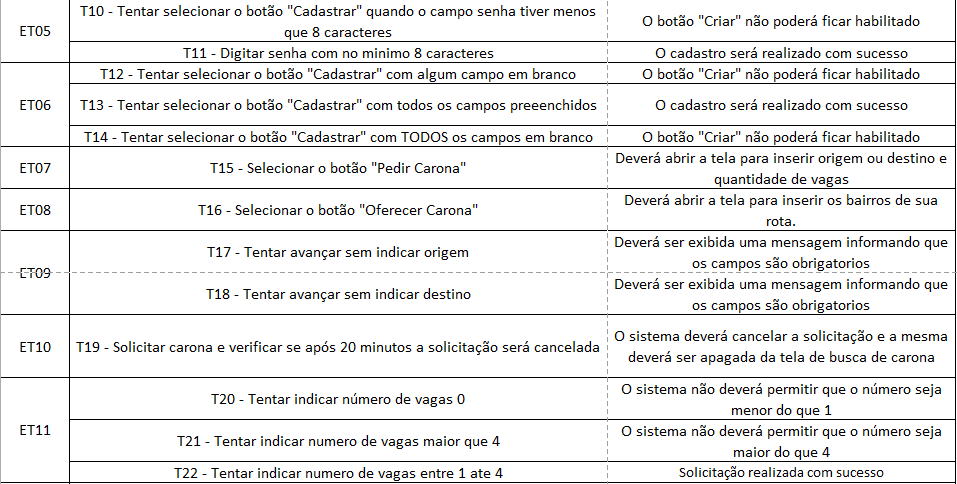 ET05
T10 - Tentar selecionar o botão "Cadastrar" quando o campo senha tiver menos
que 8 caracteres
O botão "Criar" não poderá ficar habilitado
T11 - Digitar senha com no minimo 8 caracteres
O cadastro será realizado com sucesso
ET06
T12 - Tentar selecionar o botão "Cadastrar" com algum campo em branco
O botão "Criar" não poderá ficar habilitado
T13 - Tentar selecionar o botão "Cadastrar" com todos os campos preeenchidos
O cadastro será realizado com sucesso
T14 - Tentar selecionar o botão "Cadastrar" com TODOS os campos em branco
O botão "Criar" não poderá ficar habilitado
ET07
T15 - Selecionar o botão "Pedir Carona"
Deverá abrir a tela para inserir origem ou destino e
quantidade de vagas
ET08
T16 - Selecionar o botão "Oferecer Carona"
Deverá abrir a tela para inserir os bairros de sua
rota.
ET09
T17 - Tentar avançar sem indicar origem
Deverá ser exibida uma mensagem informando que
os campos são obrigatorios
T18 - Tentar avançar sem indicar destino
Deverá ser exibida uma mensagem informando que
os campos são obrigatorios
ET10
T19 - Solicitar carona e verificar se após 20 minutos a solicitação será cancelada
O sistema deverá cancelar a solicitação e a mesma
deverá ser apagada da tela de busca de carona
ET11
T20 - Tentar indicar número de vagas 0
O sistema não deverá permitir que o número seja
menor do que 1
T21 - Tentar indicar numero de vagas maior que 4
O sistema não deverá permitir que o número seja
maior do que 4
T22 - Tentar indicar numero de vagas entre 1 ate 4
Solicitação realizada com sucesso